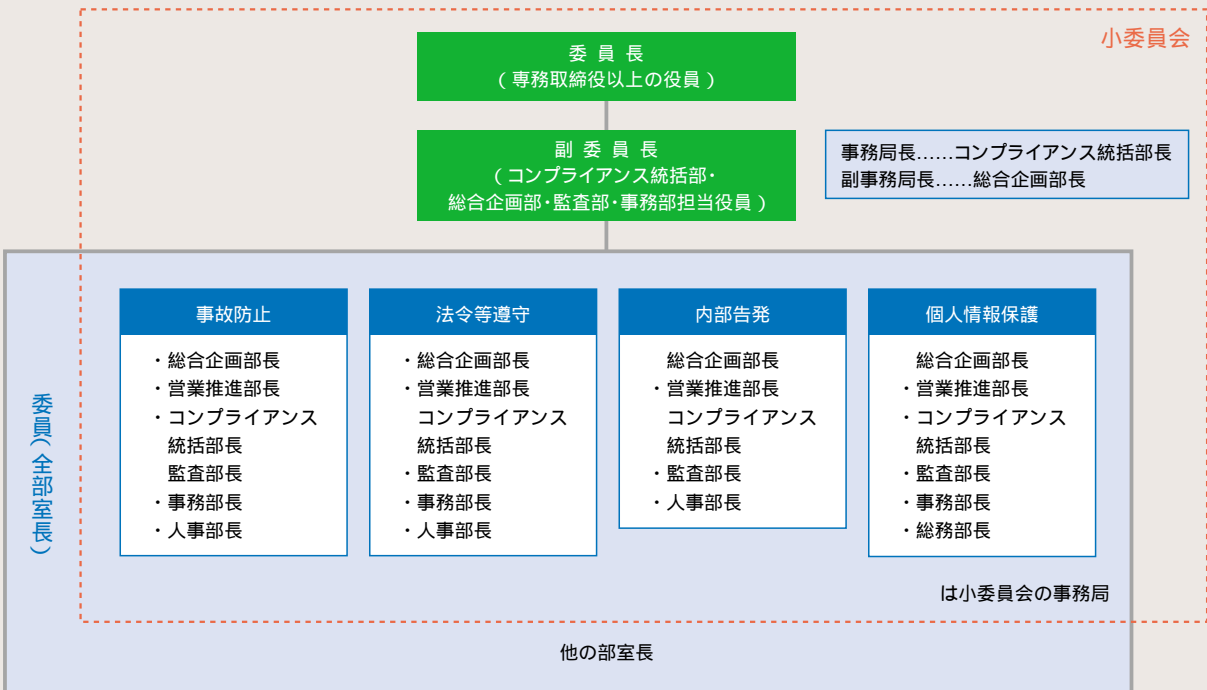 小委員会
委員長
(専務取締役以上の役員)
副委員長
(コンプライアンス統括部・
総合企画部・監査部・事務部担当役員)
事務局長……コンプライアンス統括部長
副事務局長……総合企画部長
委員(全部室長)
事故防止
・総合企画部長
・営業推進部長
・コンプライアンス
統括部長
監査部長
・事務部長
・人事部長
法令等遵守
・総合企画部長
・営業推進部長
コンプライアンス
統括部長
・監査部長
・事務部長
・人事部長
内部告発
総合企画部長
・営業推進部長
コンプライアンス
統括部長
・監査部長
・人事部長
個人情報保護
総合企画部長
・営業推進部長
・コンプライアンス
統括部長
・監査部長
・事務部長
・総務部長
は小委員会の事務局
他の部室長